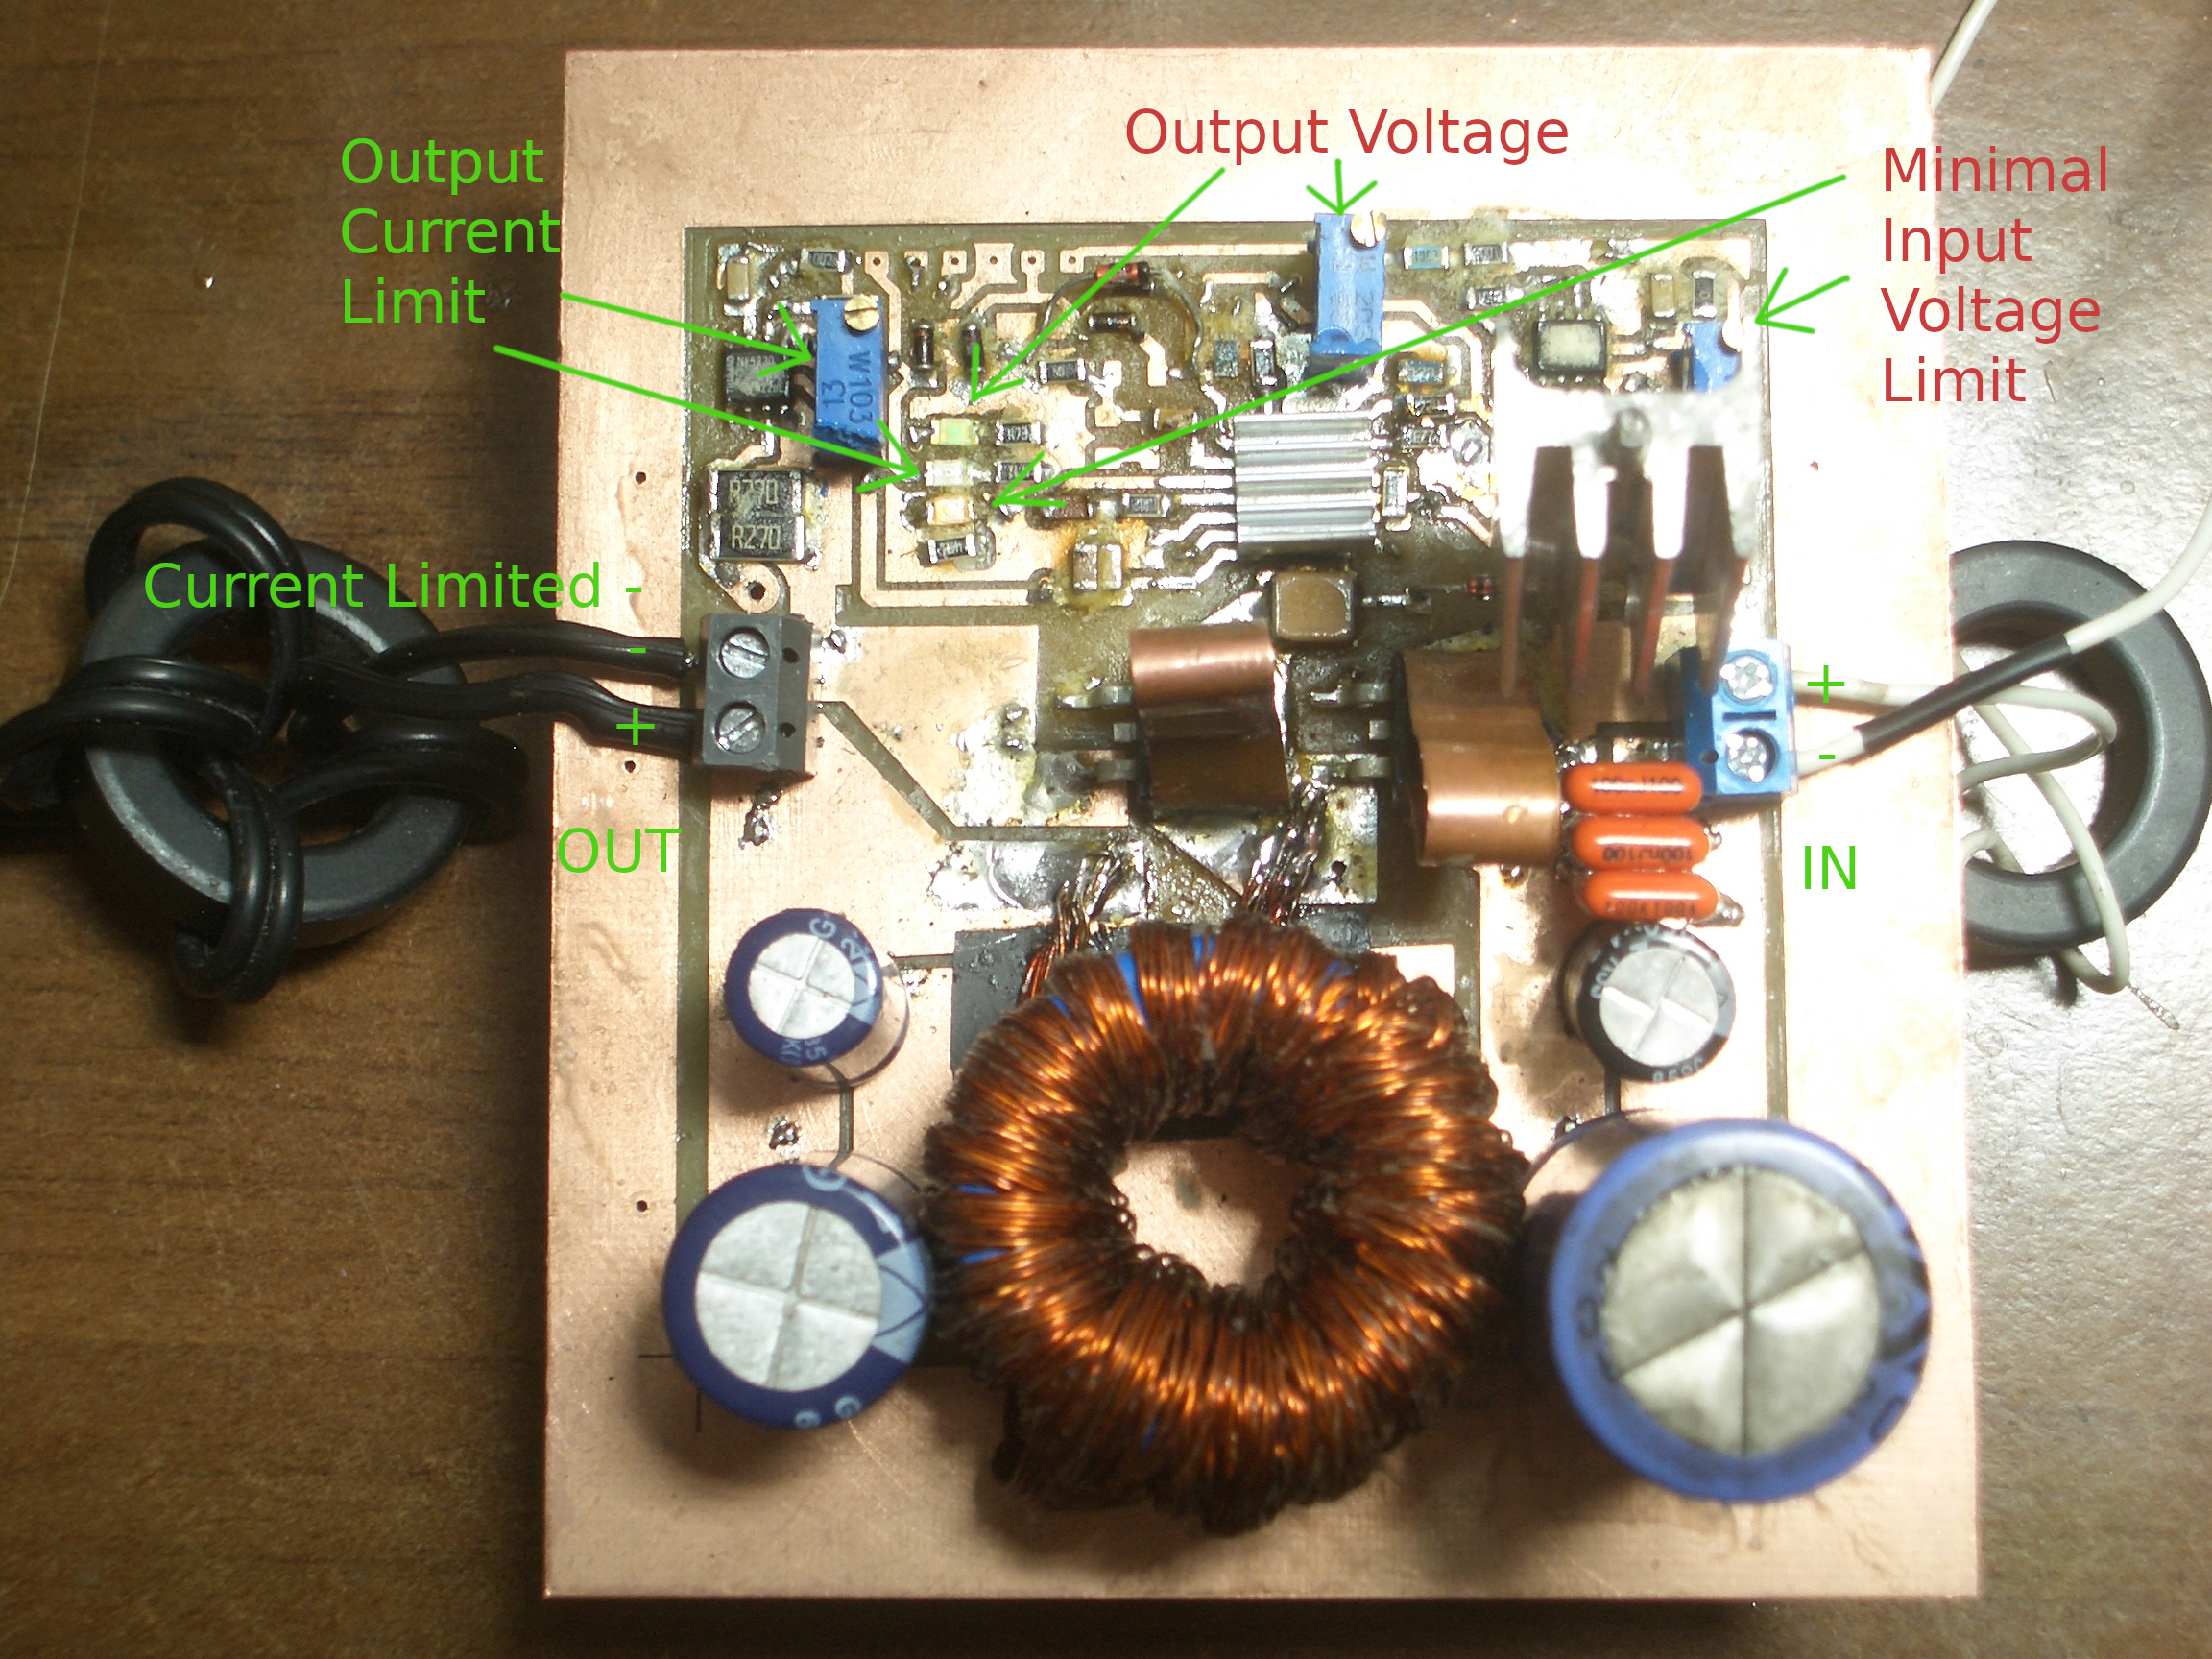 Output Voltage
Output
Current
Limit
Minimal
Input
Voltage
Limit
W103
R270
R270
Current Limited -
-
+
+
-
OUT
IN